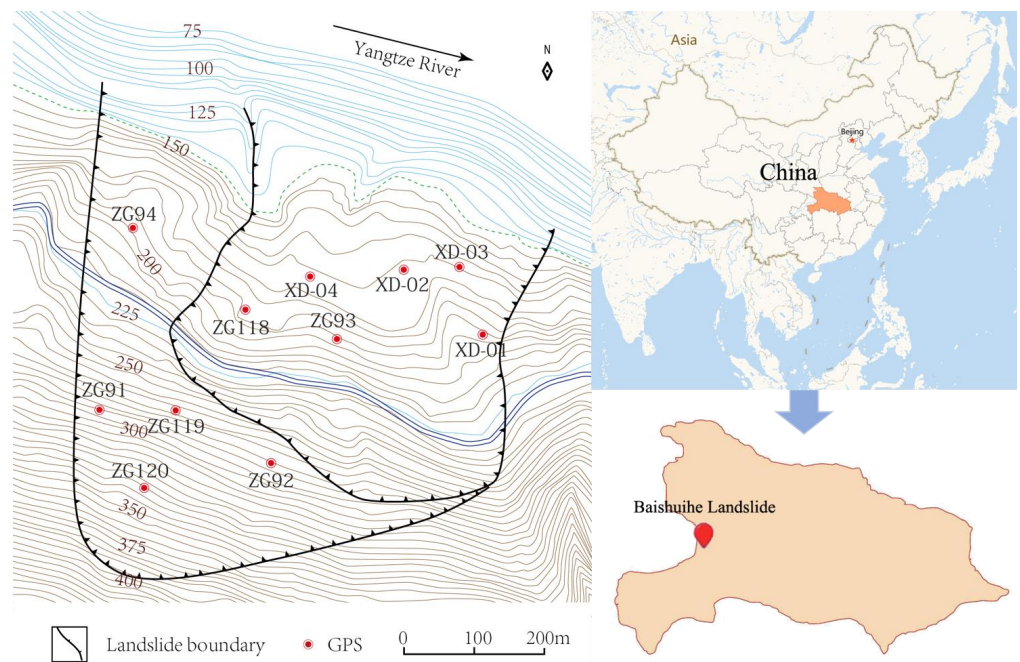 75
Yangtze River
100
125
150
N
ZG94
200
XD-03
XD-02
XD-04
225
ZG118
ZG93
XD-01
250
ZG91
ZG119
300
ZG120
ZG92
350
375
400
Landslide boundary
GPS
0 100 200m
Asia
Beijing
China
Baishuihe Landslide